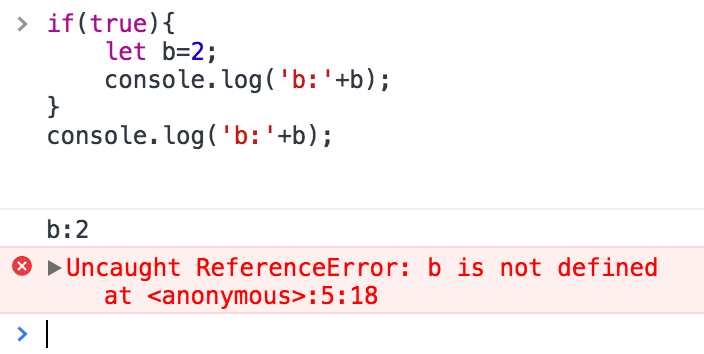 if(true){
    let b=2;
    console.log('b:'+b);
}
console.log('b:'+b);
b:2
Uncaught ReferenceError: b is not defined
    at <anonymous>:5:18